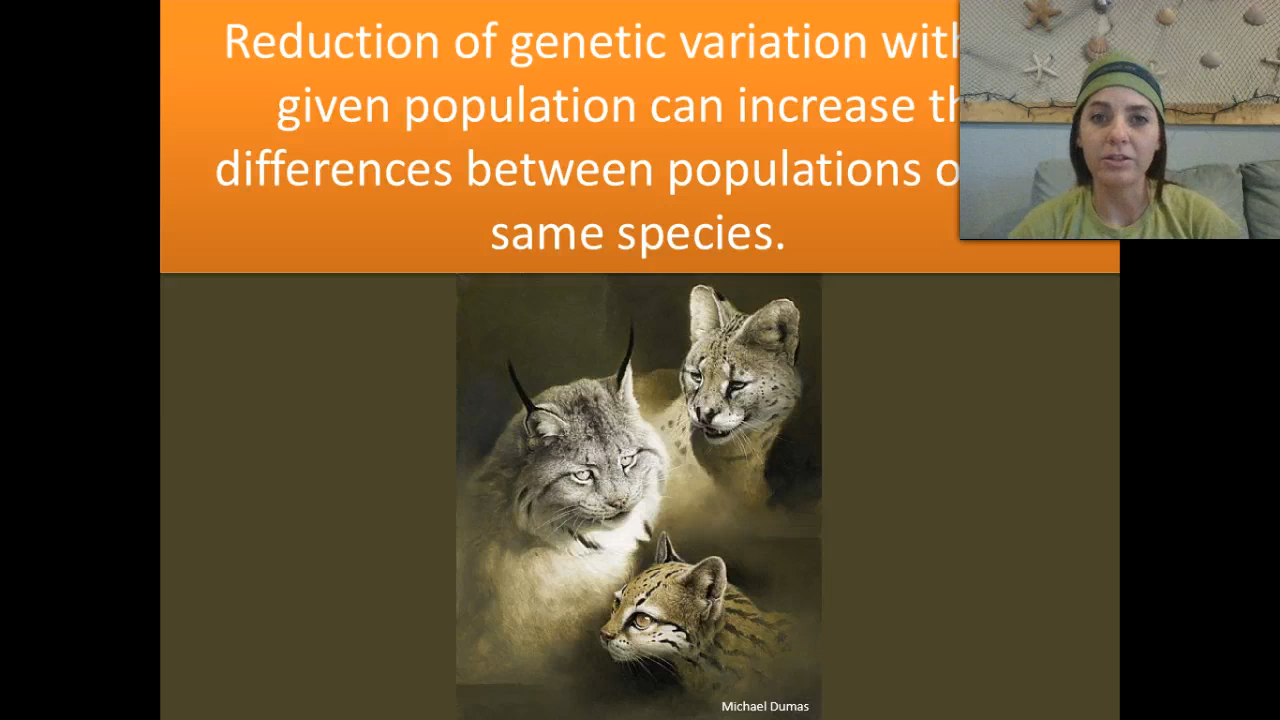 Reduction of genetic variation with
given population can increase th
differences between populations o
same species.
Michael Dumas